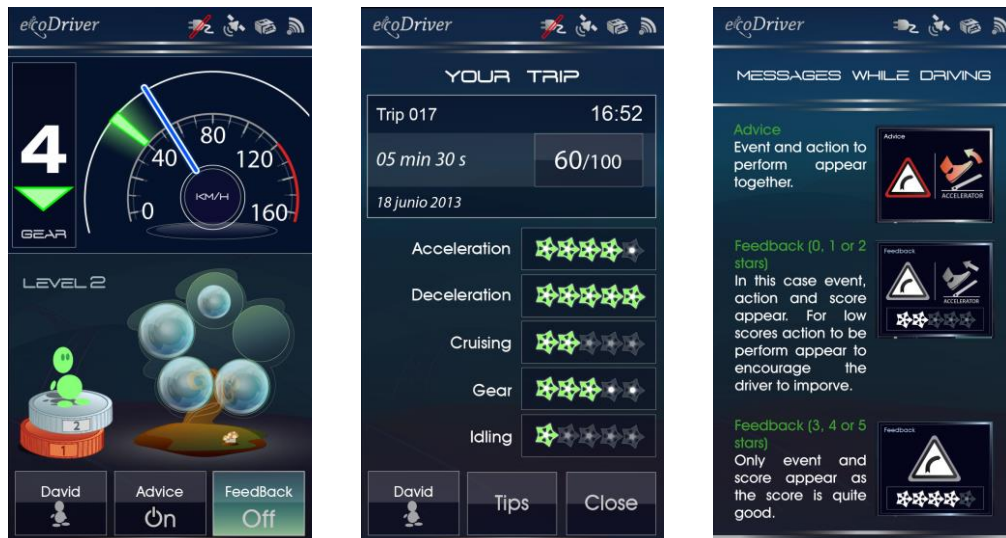 ecoDriver
4
GEAR
0
40
80
120
160
KM/H
LEVEL 2
2
1
David
Advice
On
FeedBack
Off
ecoDriver
YOUR TRIP
Trip 017 16:52
05 min 30 s 60/100
18 junio 2013
Acceleration
Deceleration
Cruising
Gear
Idling
David
Tips
Close
ecoDriver
MESSAGES WHILE DRIVING
Advice
Event and action to
perform appear
together.
Advice
ACCELERATOR
Feedback (0, 1 or 2
stars)
In this case event,
action and score
appear. For low
scores action to be
perform appear to
encourage the
driver to imporve.
Feedback
ACCELERATOR
Feedback (3, 4 or 5
stars)
Only event and
score appear as
the score is quite
good.
Feedback